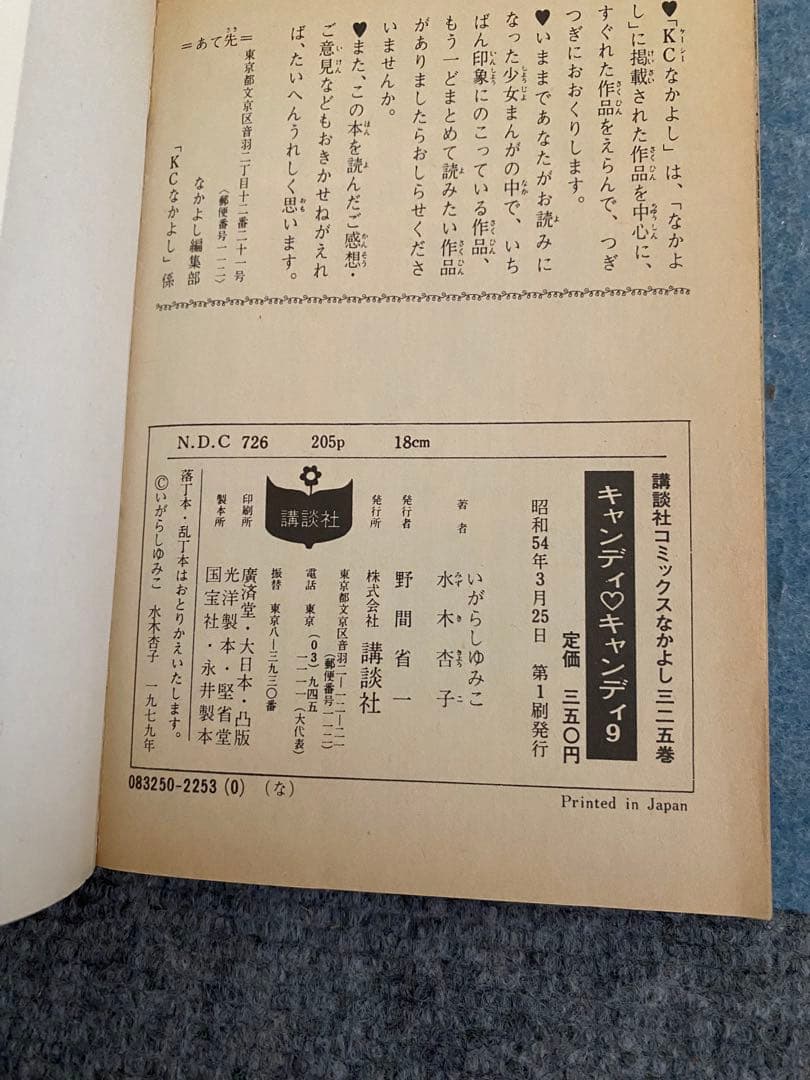 ♥「KCなかよし」は、「なかよ
し」に掲載された作品を中心に、
すぐれた作品をえらんで、つぎ
つぎにおおくりします。
♥いままであなたがお読みに
なった少女まんがの中で、いち
ばん印象にのこっている作品、
もう一どまとめて読みたい作品
がありましたらおしらせくださ
いませんか。
♥また、この本を読んだご感想・
ご意見などもおきかせねがえれ
ば、たいへんうれしく思います。
＝あて先＝
東京都文京区音羽二丁目十二番二十一号
(郵便番号一一二)
なかよし編集部
「KCなかよし」係
N.D.C 726 205p 18cm
講談社コミックスなかよし 三二五巻
キャンディ♡キャンディ9
定価 三五〇円
昭和54年3月25日 第1刷発行
著者 いがらしゆみこ
水木杏子
発行者 野間省一
発行所 株式会社 講談社
東京都文京区音羽二―一二―二一
(郵便番号一一二)
電話 東京(03)九四五
一一一一(大代表)
振替 東京八―三九三〇番
講談社
印刷所 廣済堂・大日本・凸版
製本所 光洋製本・堅省堂
国宝社・永井製本
落丁本・乱丁本はおとりかえいたします。
©いがらしゆみこ 水木杏子 一九七九年
083250-2253 (0) (な)
Printed in Japan